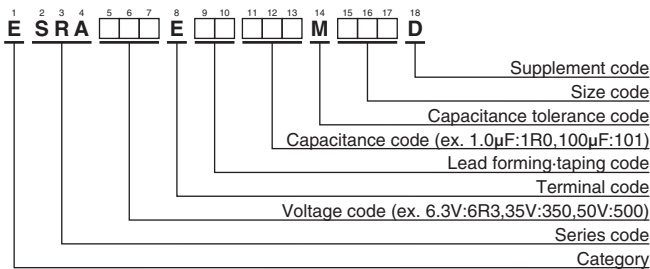 1 2 3 4 5 6 7 8 9 10 11 12 13 14 15 16 17 18
E S R A E M D
Supplement code
Size code
Capacitance tolerance code
Capacitance code (ex. 1.0μF:1R0,100μF:101)
Lead forming·taping code
Terminal code
Voltage code (ex. 6.3V:6R3,35V:350,50V:500)
Series code
Category